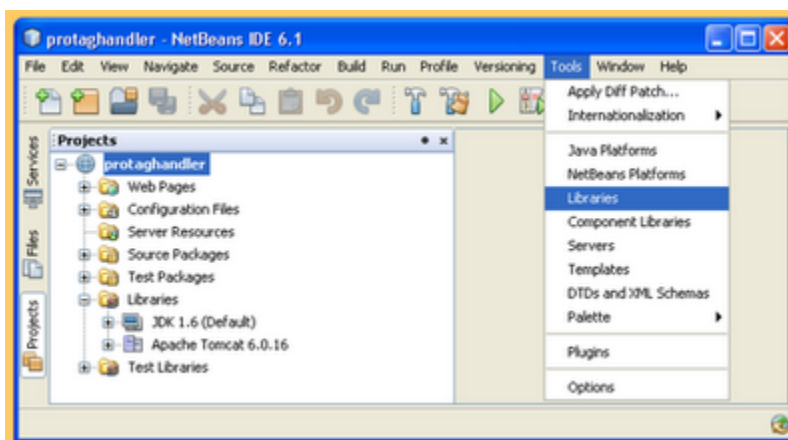 protaghandler - NetBeans IDE 6.1
File Edit View Navigate Source Refactor Build Run Profile Versioning Tools Window Help
Projects
protaghandler
Web Pages
Configuration Files
Server Resources
Source Packages
Test Packages
Libraries
JDK 1.6 (Default)
Apache Tomcat 6.0.16
Test Libraries
Services
Files
Projects
Apply Diff Patch...
Internationalization
Java Platforms
NetBeans Platforms
Libraries
Component Libraries
Servers
Templates
DTDs and XML Schemas
Palette
Plugins
Options